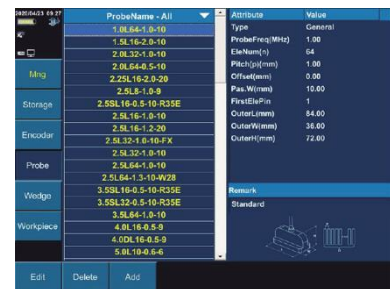 2025/04/23 09:27
ProbeName - All
Attribute Value
1.0L64-1.0-10
1.5L16-2.0-10
2.0L32-1.0-10
2.0L64-0.5-10
2.25L16-2.0-20
2.5L8-1.0-9
2.5SL16-0.5-10-R35E
2.5L16-1.0-10
2.5L16-1.2-20
2.5L32-1.0-10-FX
2.5L32-1.0-10
2.5L64-1.0-10
2.5L64-1.3-10-W28
3.5SL16-0.5-10-R35E
3.5SL32-0.5-10-R35E
3.5L64-1.0-10
4.0L16-0.5-9
4.0DL16-0.5-9
5.0L10-0.6-6
Type General
ProbeFreq(MHz) 1.00
EleNum(n) 64
Pitch(p)(mm) 1.00
Offset(mm) 0.00
Pas.W(mm) 10.00
FirstElePin 1
OuterL(mm) 84.00
OuterW(mm) 36.00
OuterH(mm) 72.00
Remark
Standard
Mng
Storage
Encoder
Probe
Wedge
Workpiece
Edit Delete Add